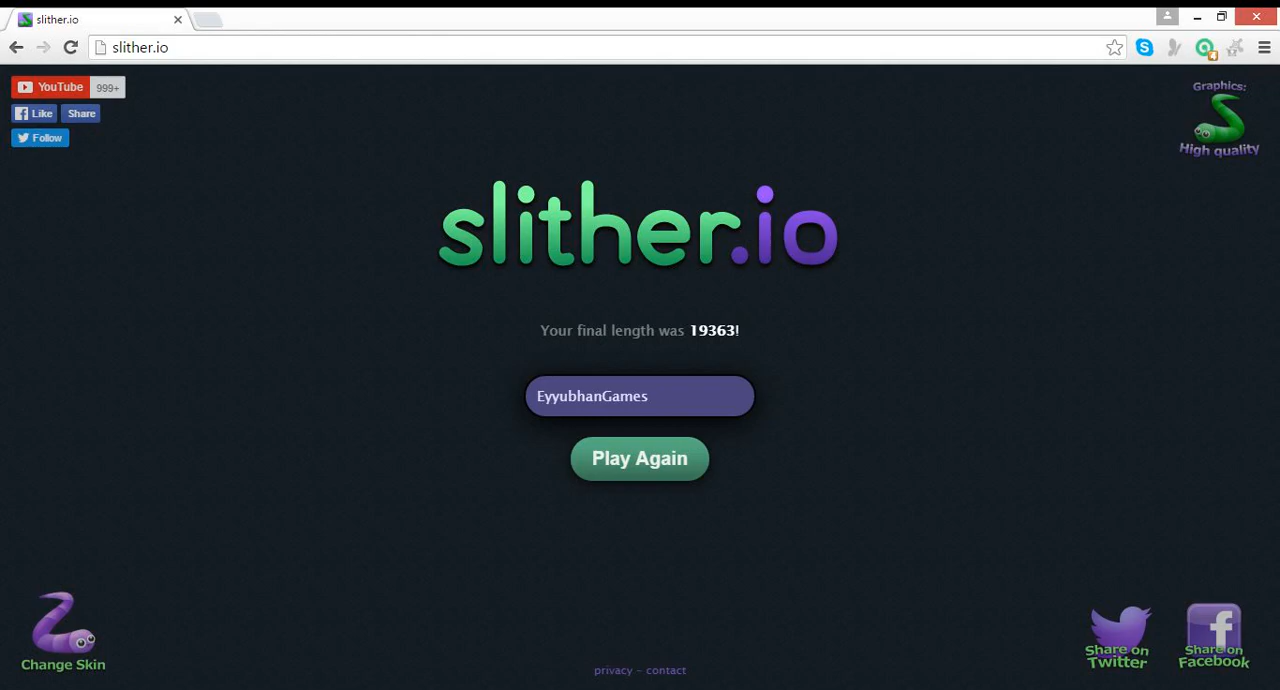 slither.io
slither.io
YouTube 999+
Like Share
Follow
Graphics:
High quality
slither.io
Your final length was 19363!
EyyubhanGames
Play Again
Change Skin
Share on
Twitter
Share on
Facebook
privacy - contact